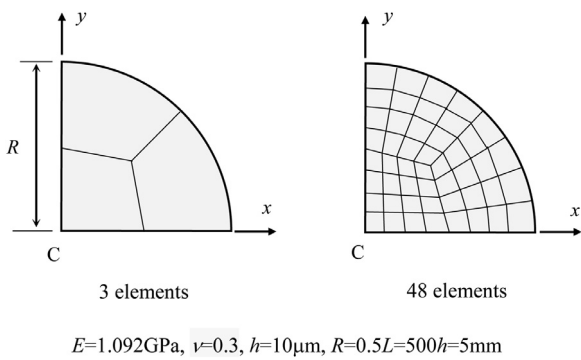 y
y
R
x
x
C
C
3 elements
48 elements
E=1.092GPa, ν=0.3, h=10μm, R=0.5L=500h=5mm